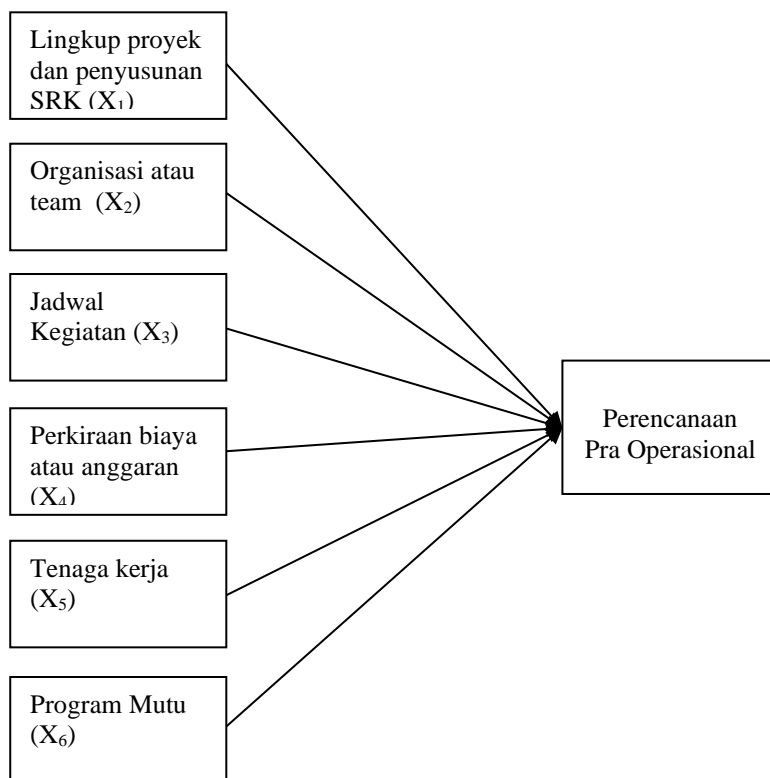 Lingkup proyek
dan penyusunan
SRK (X₁)
Organisasi atau
team (X₂)
Jadwal
Kegiatan (X₃)
Perkiraan biaya
atau anggaran
(X₄)
Tenaga kerja
(X₅)
Program Mutu
(X₆)
Perencanaan
Pra Operasional